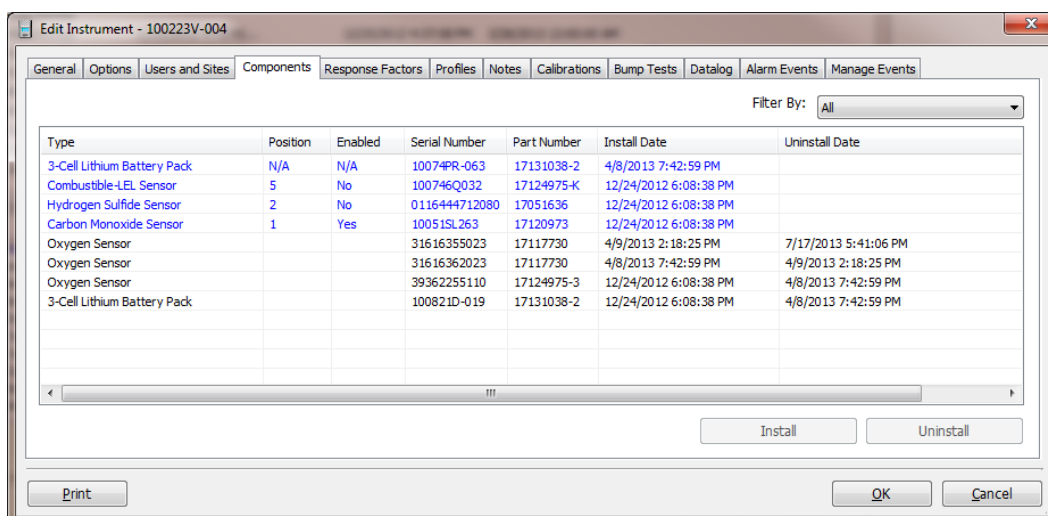 Edit Instrument - 100223V-004
General Options Users and Sites Components Response Factors Profiles Notes Calibrations Bump Tests Datalog Alarm Events Manage Events
Filter By: All
Type Position Enabled Serial Number Part Number Install Date Uninstall Date
3-Cell Lithium Battery Pack N/A N/A 10074PR-063 17131038-2 4/8/2013 7:42:59 PM
Combustible-LEL Sensor 5 No 100746Q032 17124975-K 12/24/2012 6:08:38 PM
Hydrogen Sulfide Sensor 2 No 0116444712080 17051636 12/24/2012 6:08:38 PM
Carbon Monoxide Sensor 1 Yes 10051SL263 17120973 12/24/2012 6:08:38 PM
Oxygen Sensor 31616355023 17117730 4/9/2013 2:18:25 PM 7/17/2013 5:41:06 PM
Oxygen Sensor 31616362023 17117730 4/8/2013 7:42:59 PM 4/9/2013 2:18:25 PM
Oxygen Sensor 39362255110 17124975-3 12/24/2012 6:08:38 PM 4/8/2013 7:42:59 PM
3-Cell Lithium Battery Pack 100821D-019 17131038-2 12/24/2012 6:08:38 PM 4/8/2013 7:42:59 PM
Install Uninstall
Print OK Cancel